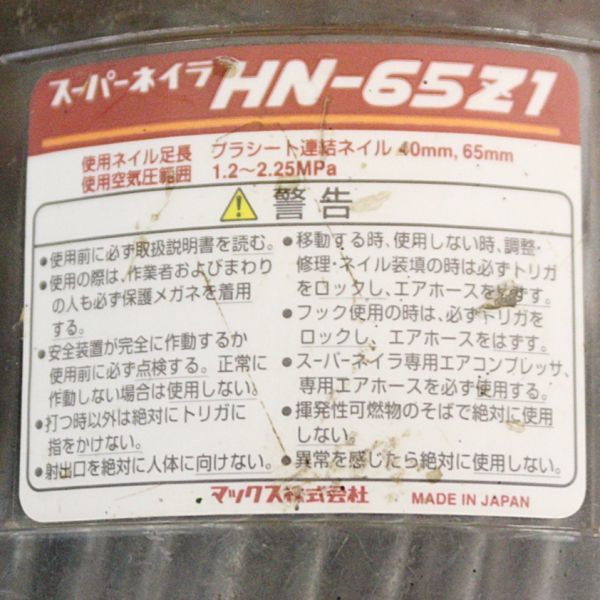 スーパーネイラ HN-65Z1
使用ネイル足長 プラシート連結ネイル 40mm, 65mm
使用空気圧範囲 1.2～2.25MPa
警告
●使用前に必ず取扱説明書を読む。
●使用の際は、作業者およびまわり
の人も必ず保護メガネを着用
する。
●安全装置が完全に作動するか
使用前に必ず点検する。正常に
作動しない場合は使用しない。
●打つ時以外は絶対にトリガに
指をかけない。
●射出口を絶対に人体に向けない。
●移動する時、使用しない時、調整・
修理・ネイル装填の時は必ずトリガ
をロックし、エアホースをはずす。
●フック使用の時は、必ずトリガを
ロックし、エアホースをはずす。
●スーパーネイラ専用エアコンプレッサ、
専用エアホースを必ず使用する。
●揮発性可燃物のそばで絶対に使用
しない。
●異常を感じたら絶対に使用しない。
マックス株式会社 MADE IN JAPAN